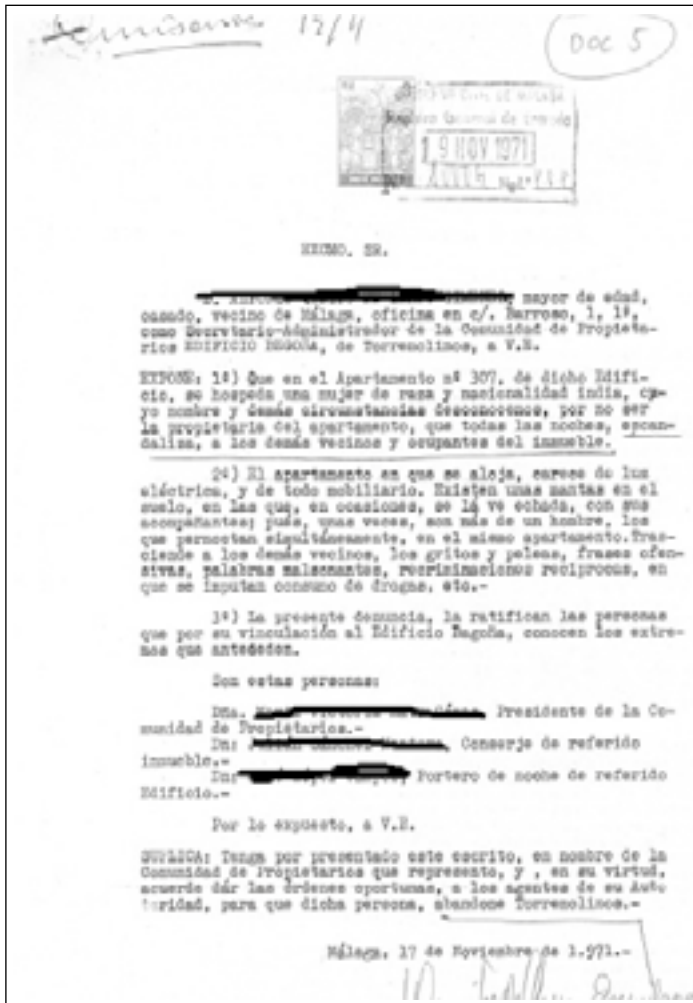 12/4
DOC 5
19 NOV 1971
EXCMO. SR.
mayor de edad,
casado, vecino de Málaga, oficina en c/. Barroso, 1, 1º,
como Secretario-Administrador de la Comunidad de Propieta-
rios EDIFICIO BEGOÑA, de Torremolinos, a V.E.
EXPONE: 1º) Que en el Apartamento nº 307, de dicho Edifi-
cio, se hospeda una mujer de raza y nacionalidad india, cu-
yo nombre y demás circunstancias desconocemos, por no ser
la propietaria del apartamento, que todas las noches, escan-
daliza, a los demás vecinos y ocupantes del inmueble.
2º) El apartamento en que se aloja, carece de luz
eléctrica, y de todo mobiliario. Existen unas mantas en el
suelo, en las que, en ocasiones, se la ve echada, con sus
acompañantes; pués, unas veces, son más de un hombre, los
que pernoctan simultáneamente, en el mismo apartamento. Tras-
ciende a los demás vecinos, los gritos y peleas, frases ofen-
sivas, palabras malsonantes, recriminaciones reciprocas, en
que se imputan consumo de drogas, etc.-
3º) La presente denuncia, la ratifican las personas
que por su vinculación al Edificio Begoña, conocen los extre-
mos que anteceden.
Son estas personas:
Dña. Presidente de la Co-
munidad de Propietarios.-
Dn: Conserje de referido
inmueble.-
Dn: Portero de noche de referido
Edificio.-
Por lo expuesto, a V.E.
SUPLICA: Tenga por presentado este escrito, en nombre de la
Comunidad de Propietarios que represento, y , en su virtud,
acuerde dár las órdenes oportunas, a los agentes de su Auto
ridad, para que dicha persona, abandone Torremolinos.-
Málaga, 17 de Noviembre de 1.971.-